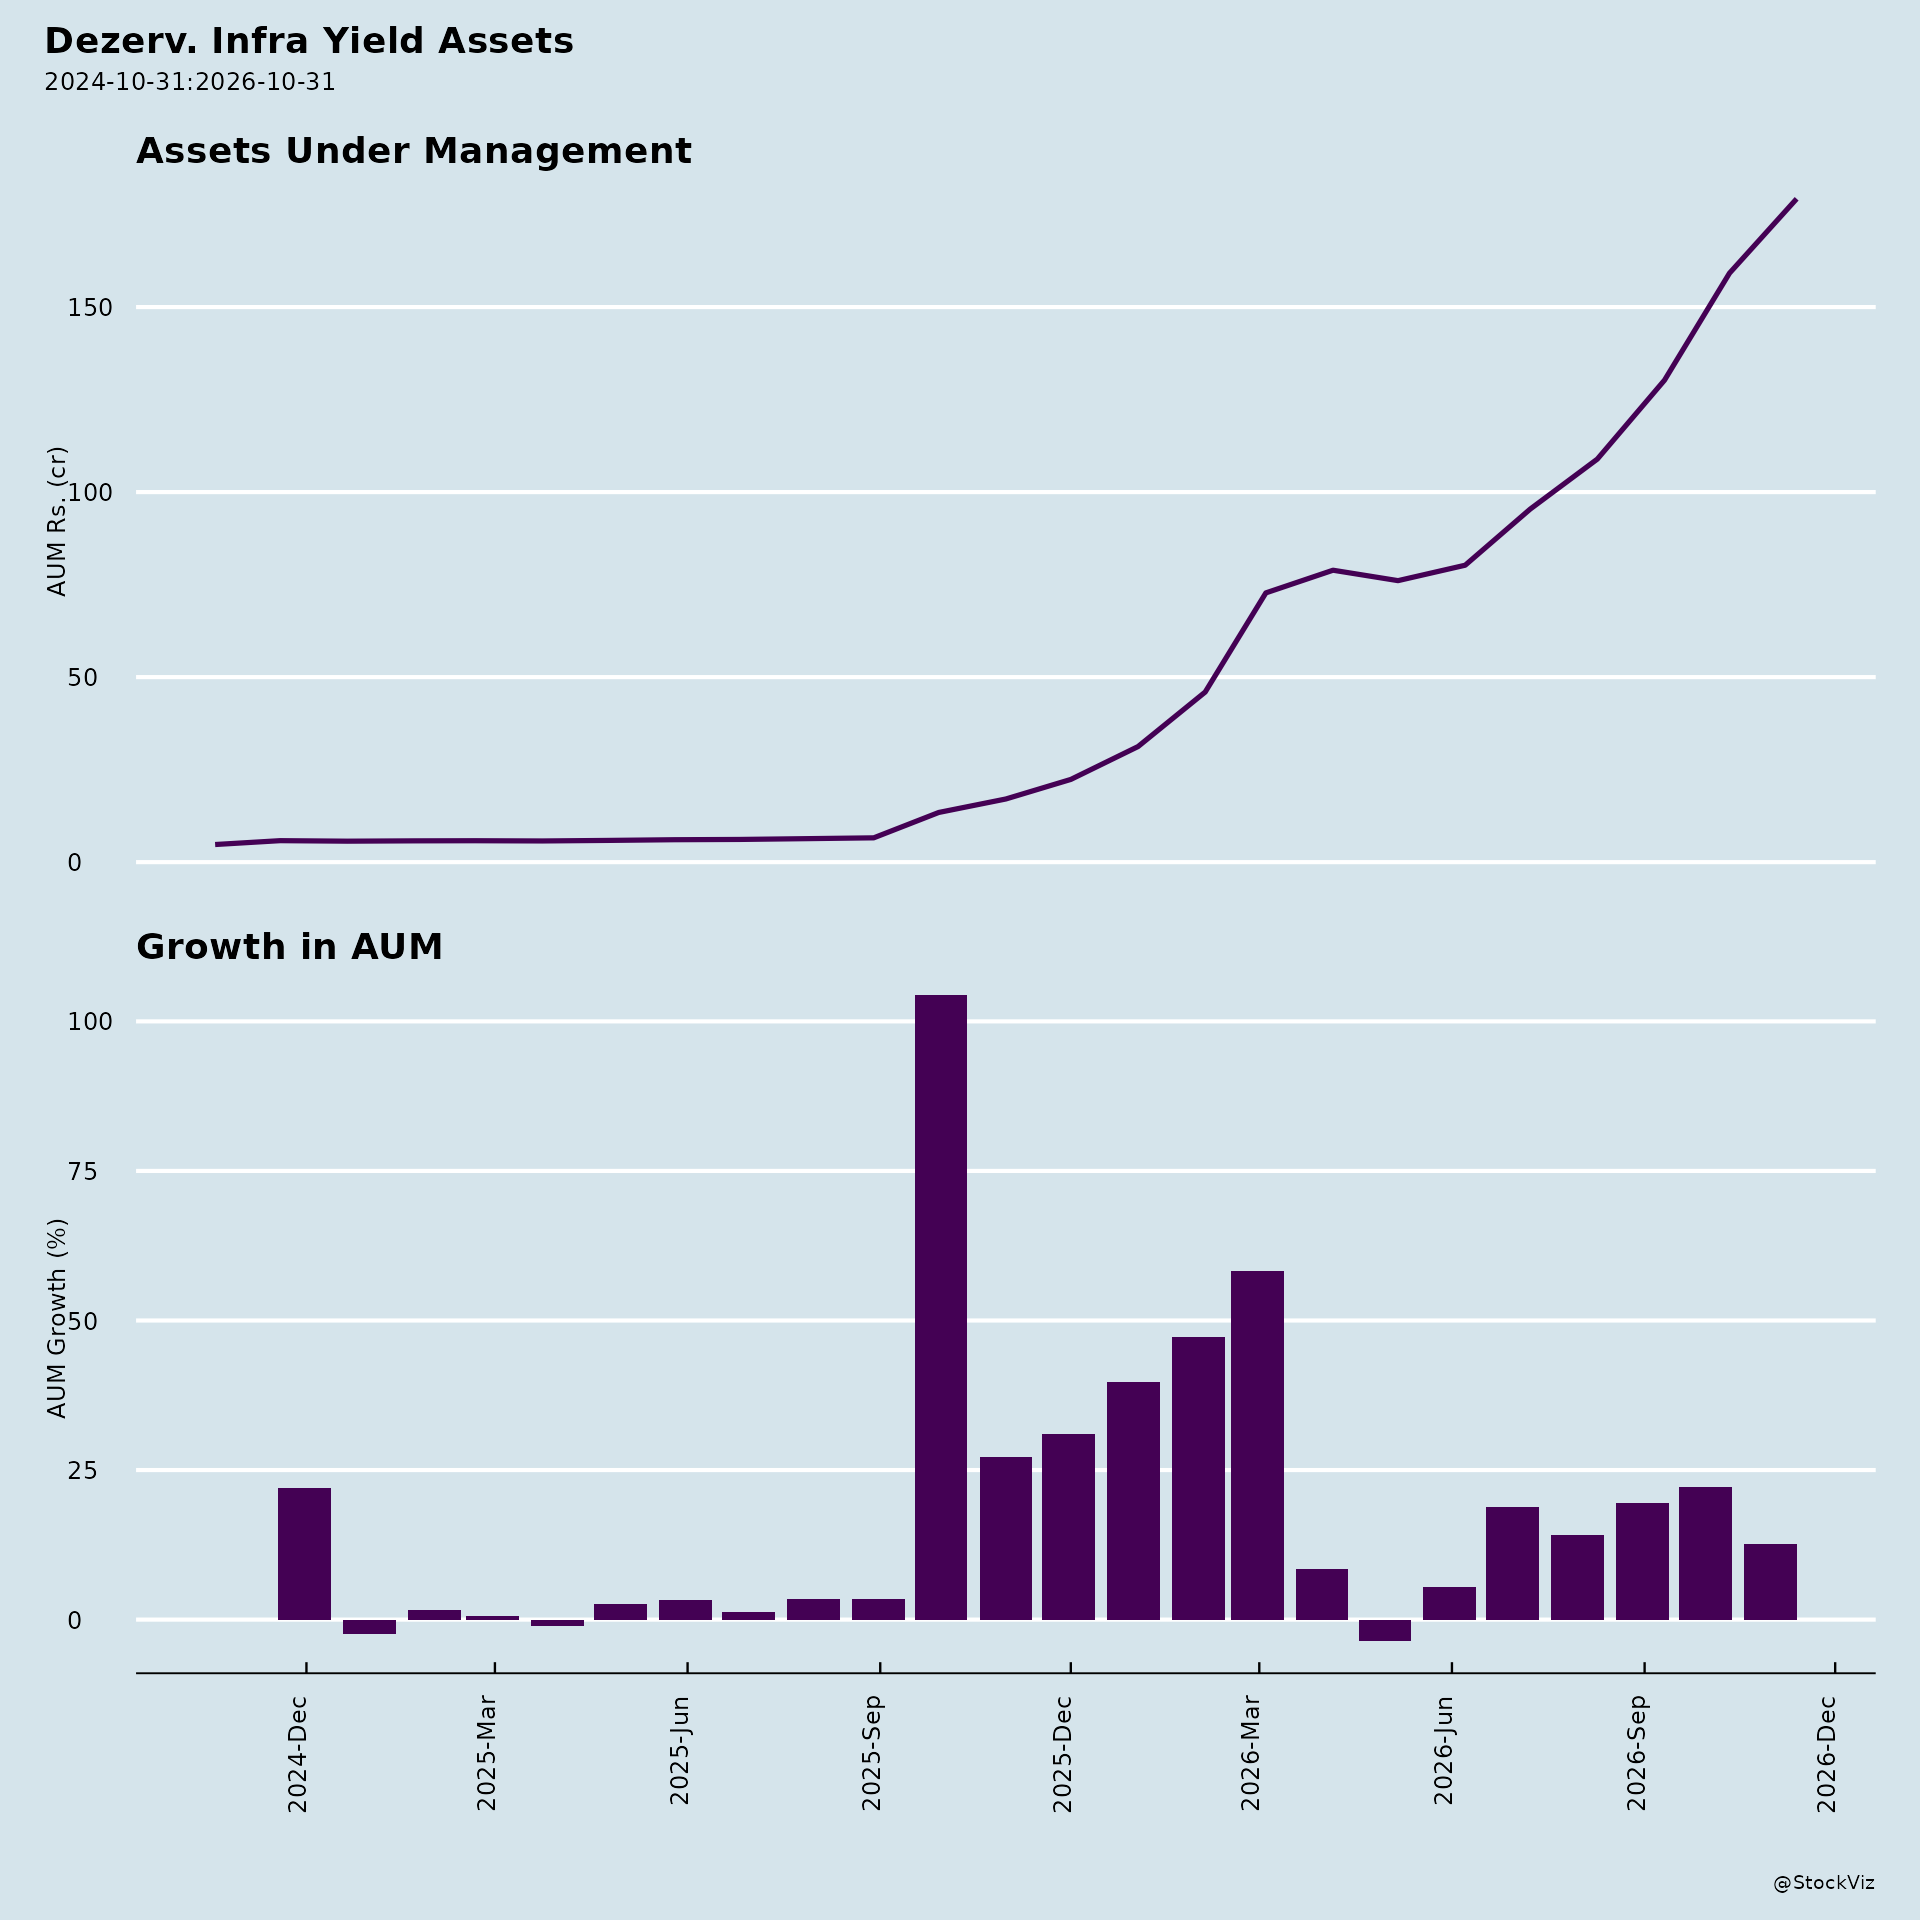 Dezerv. Infra Yield Assets
2024-10-31:2026-10-31
Assets Under Management
AUM Rs. (cr)
150
100
50
0
Growth in AUM
AUM Growth (%)
100
75
50
25
0
2024-Dec
2025-Mar
2025-Jun
2025-Sep
2025-Dec
2026-Mar
2026-Jun
2026-Sep
2026-Dec
@StockViz